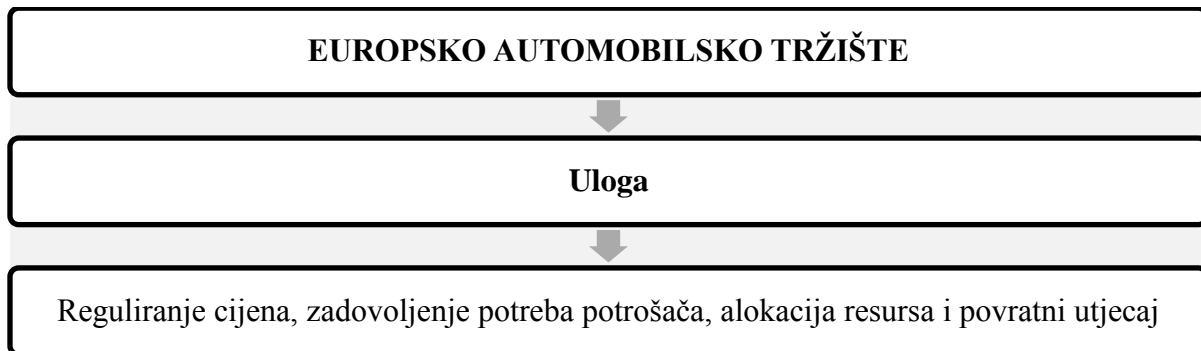 EUROPSKO AUTOMOBILSKO TRŽIŠTE
Uloga
Reguliranje cijena, zadovoljenje potreba potrošača, alokacija resursa i povratni utjecaj